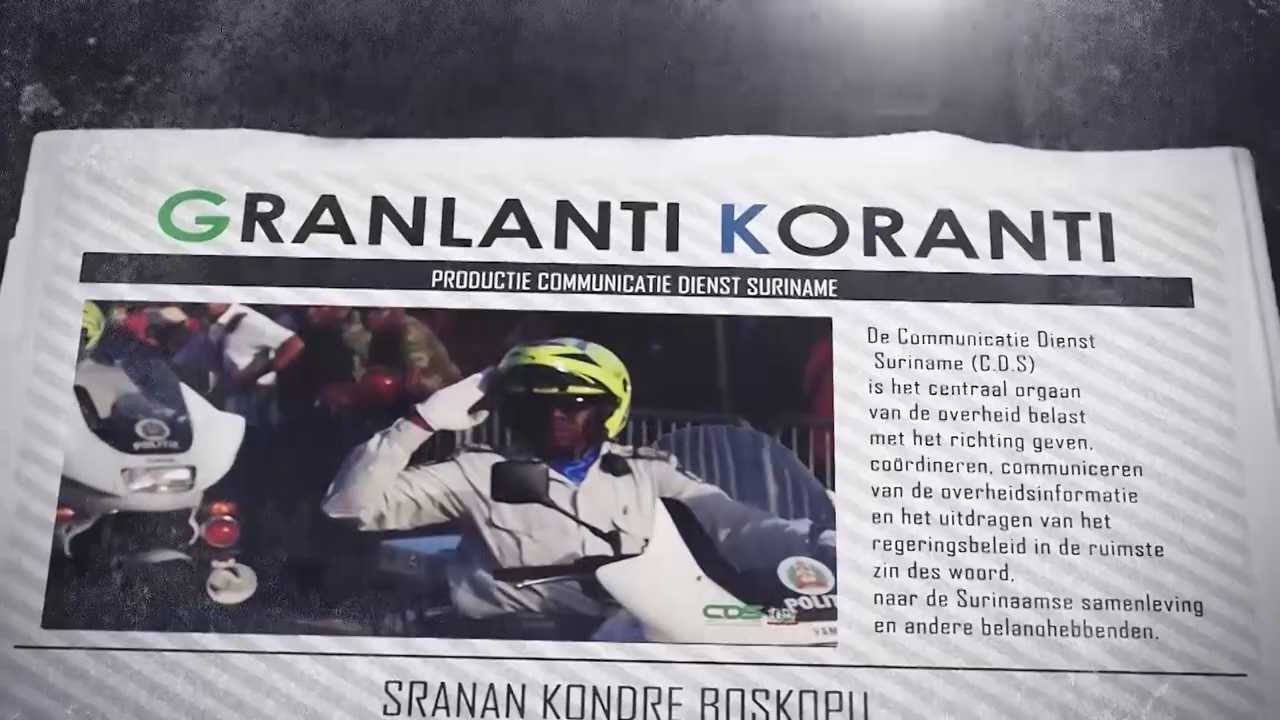 GRANLANTI KORANTI
PRODUCTIE COMMUNICATIE DIENST SURINAME
De Communicatie Dienst
Suriname (C.D.S)
is het centraal orgaan
van de overheid belast
met het richting geven,
coördineren, communiceren
van de overheidsinformatie
en het uitdragen van het
regeringsbeleid in de ruimste
zin des woord,
naar de Surinaamse samenleving
en andere belanghebbenden.
POLITIE
CDS
POLIT
YAM
SRANAN KONDRE BOSKOPU